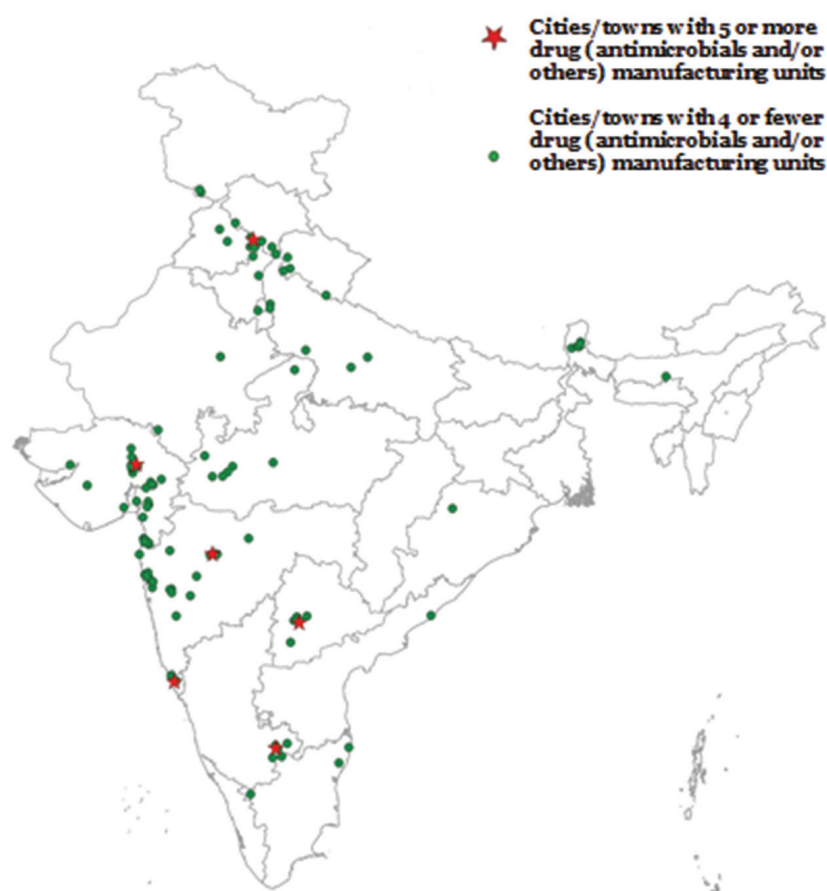 Cities/towns with 5 or more
drug (antimicrobials and/or
others) manufacturing units
Cities/towns with 4 or fewer
drug (antimicrobials and/or
others) manufacturing units